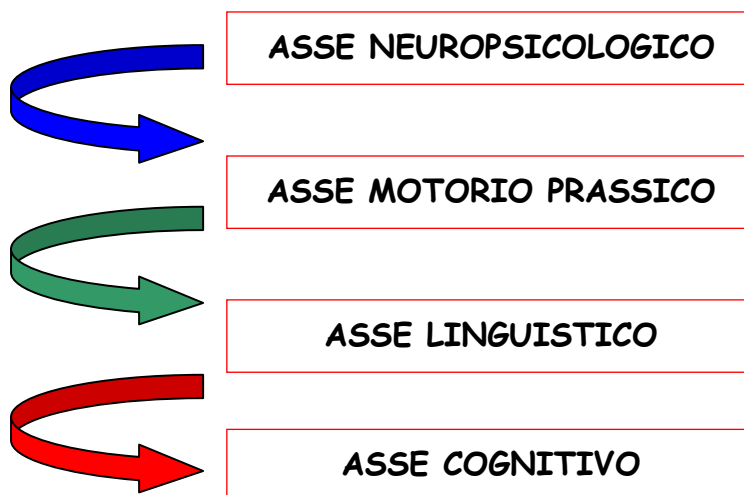 ASSE NEUROPSICOLOGICO
ASSE MOTORIO PRASSICO
ASSE LINGUISTICO
ASSE COGNITIVO